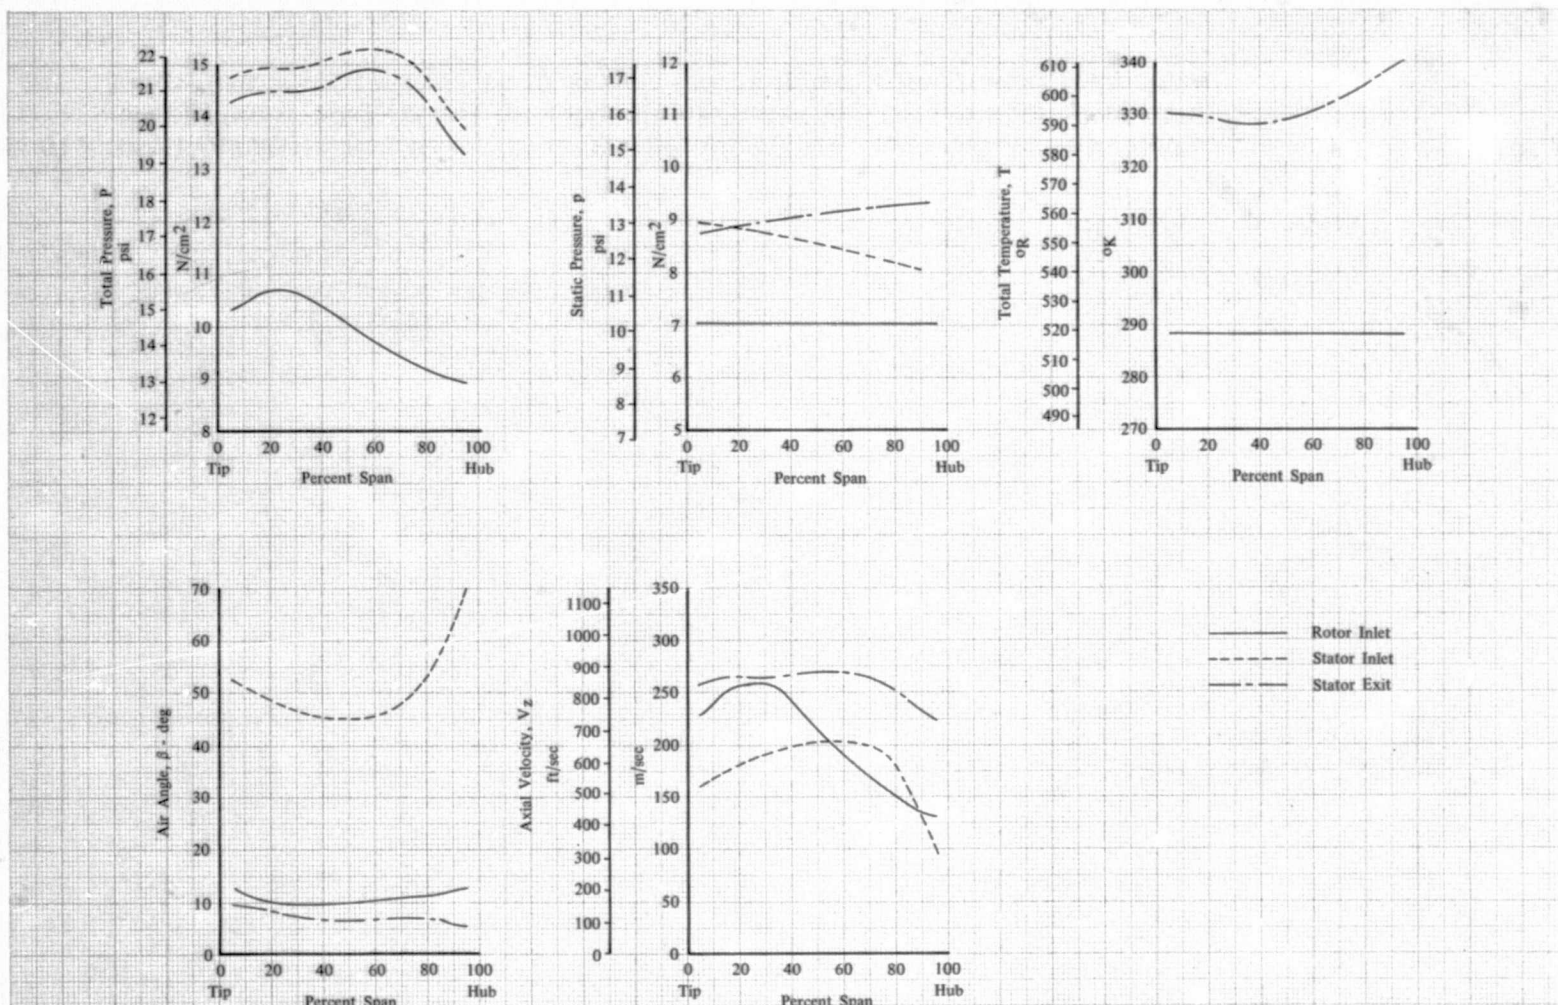 Total Pressure, P
psi
22
21
20
19
18
17
16
15
14
13
12
N/cm2
15
14
13
12
11
10
9
8
0 20 40 60 80 100
Tip Hub
Percent Span
Static Pressure, p
psi
17
16
15
14
13
12
11
10
9
8
7
N/cm2
12
11
10
9
8
7
6
5
0 20 40 60 80 100
Tip Hub
Percent Span
Total Temperature, T
oR
610
600
590
580
570
560
550
540
530
520
510
500
490
oK
340
330
320
310
300
290
280
270
0 20 40 60 80 100
Tip Hub
Percent Span
Air Angle, β - deg
70
60
50
40
30
20
10
0
0 20 40 60 80 100
Tip Hub
Percent Span
Axial Velocity, Vz
ft/sec
1100
1000
900
800
700
600
500
400
300
200
100
0
m/sec
350
300
250
200
150
100
50
0
0 20 40 60 80 100
Tip Hub
Percent Span
Rotor Inlet
Stator Inlet
Stator Exit